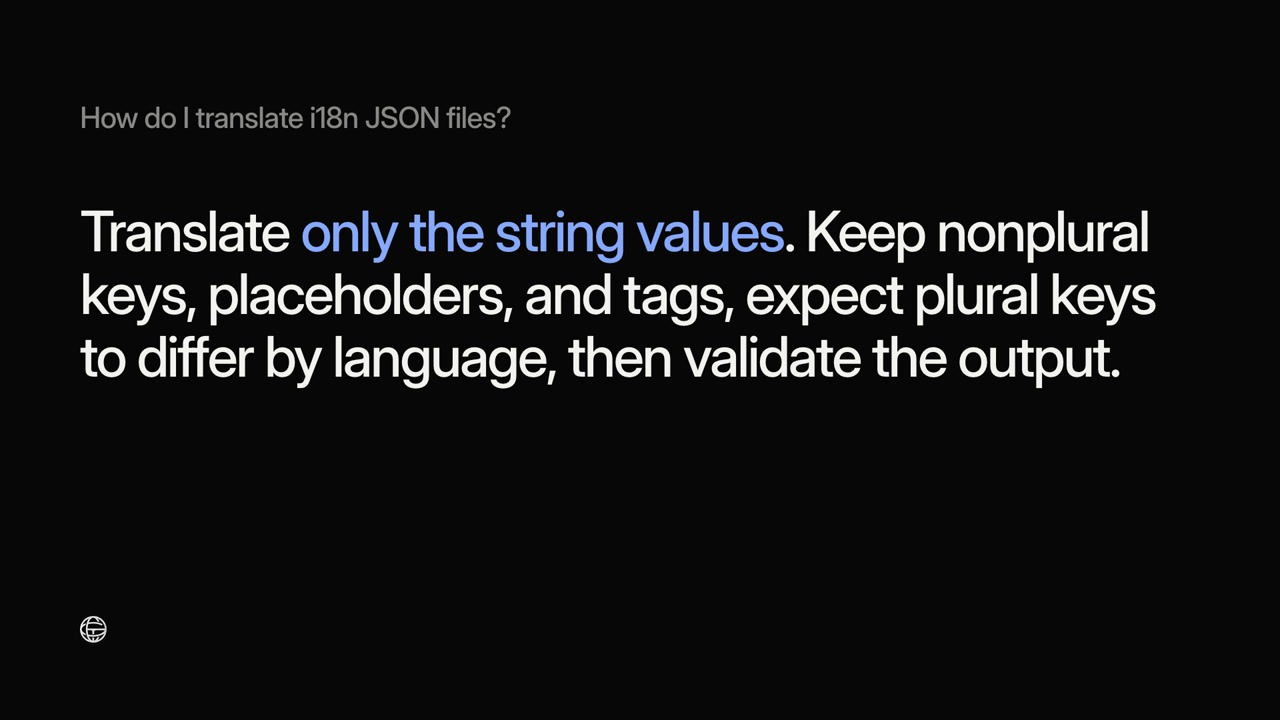 How do I translate i18n JSON files?
Translate only the string values. Keep nonplural
keys, placeholders, and tags, expect plural keys
to differ by language, then validate the output.